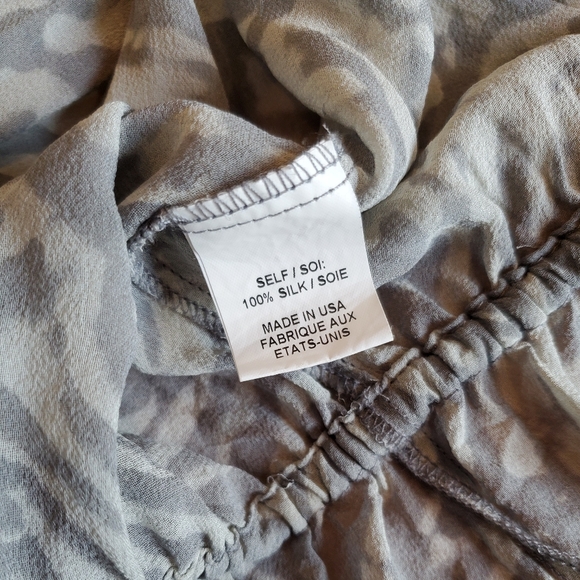 SELF / SOI:
100% SILK / SOIE
MADE IN USA
FABRIQUE AUX
ETATS-UNIS